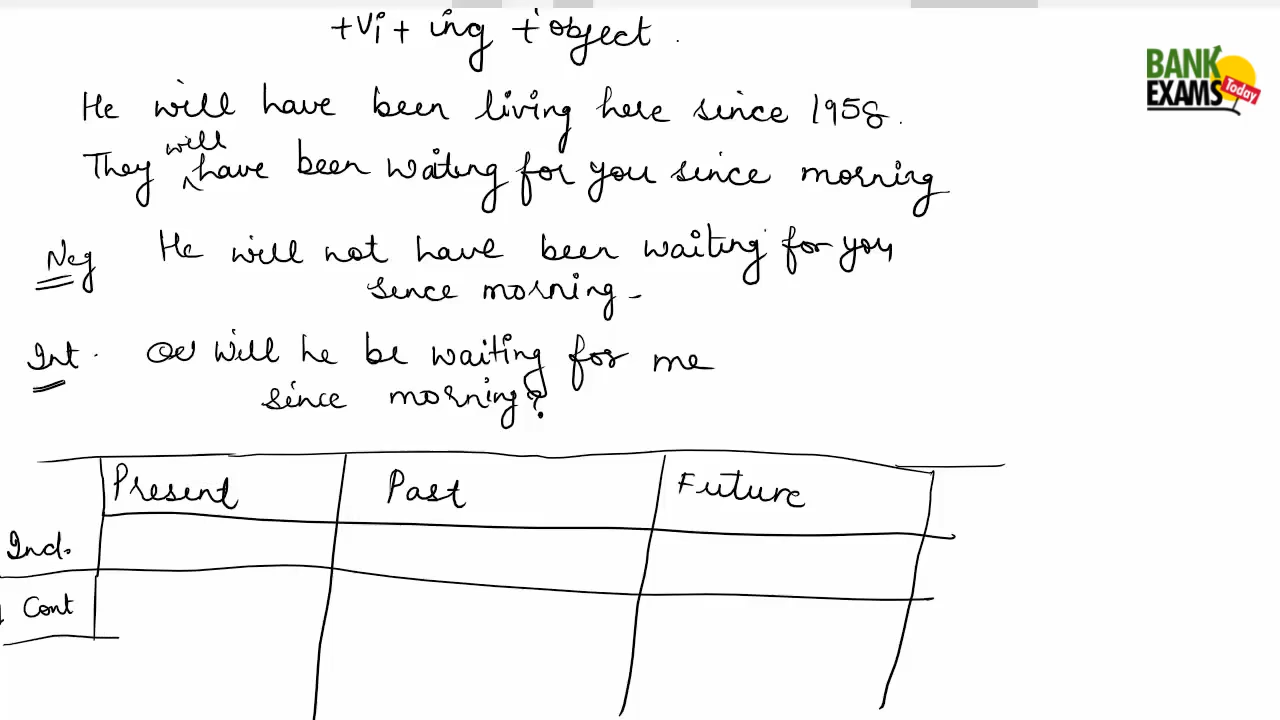 +V1 + ing + object.
BANK
EXAMS Today
He will have been living here since 1958.
will
They ^ have been waiting for you since morning
Neg He will not have been waiting for you
sence morning -
Int. will he be waiting for me
since morning?
Present Past Future
Ind.
Cont